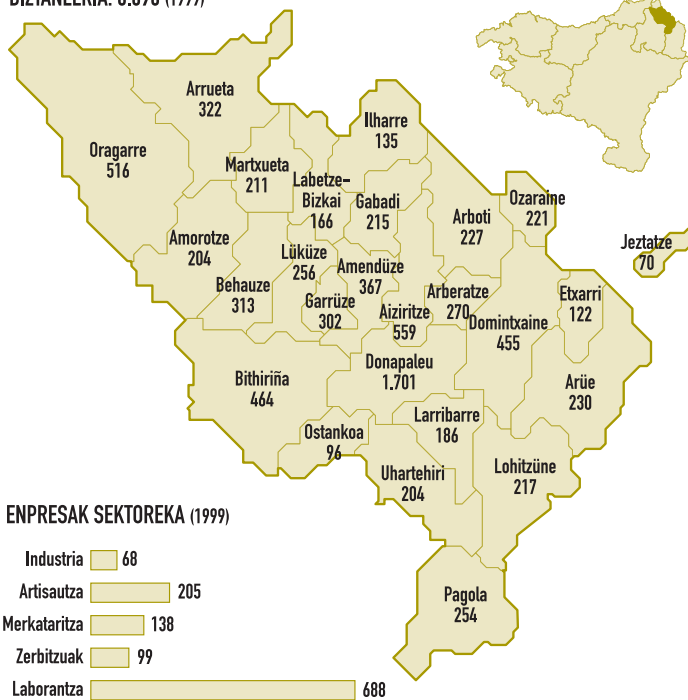 Arrueta
322
Ilharre
135
Oragarre
516
Martxueta
211
Labetze-
Bizkai
166
Gabadi
215
Ozaraine
221
Arboti
227
Amorotze
204
Jeztatze
70
Lüküze
256
Amendüze
367
Behauze
313
Garrüze
302
Arberatze
270
Etxarri
122
Aiziritze
559
Domintxaine
455
Donapaleu
1.701
Bithiriña
464
Arüe
230
Larribarre
186
Ostankoa
96
Uhartehiri
204
Lohitzüne
217
Pagola
254
ENPRESAK SEKTOREKA (1999)
Industria 68
Artisautza 205
Merkataritza 138
Zerbitzuak 99
Laborantza 688